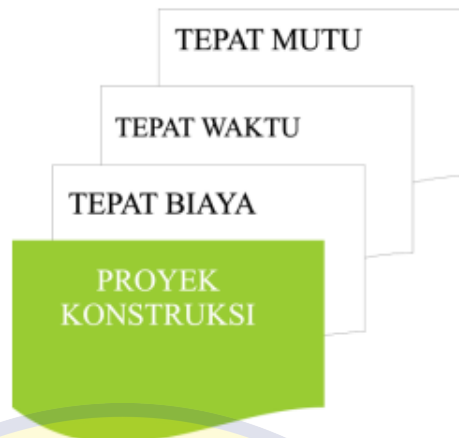 TEPAT MUTU
TEPAT WAKTU
TEPAT BIAYA
PROYEK
KONSTRUKSI